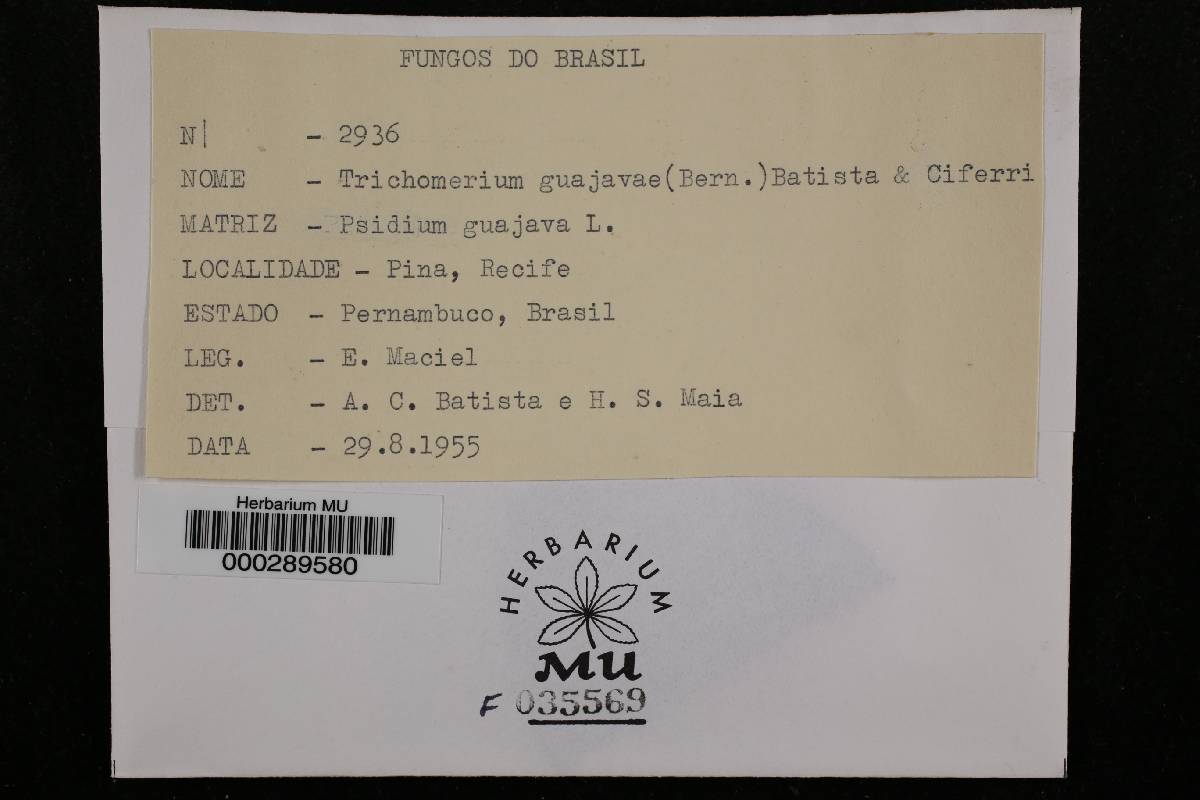 FUNGOS DO BRASIL
N| - 2936
NOME - Trichomerium guajavae(Bern.)Batista & Ciferri
MATRIZ - Psidium guajava L.
LOCALIDADE - Pina, Recife
ESTADO - Pernambuco, Brasil
LEG. - E. Maciel
DET. - A. C. Batista e H. S. Maia
DATA - 29.8.1955
Herbarium MU
000289580
HERBARIUM
MU
F 035569